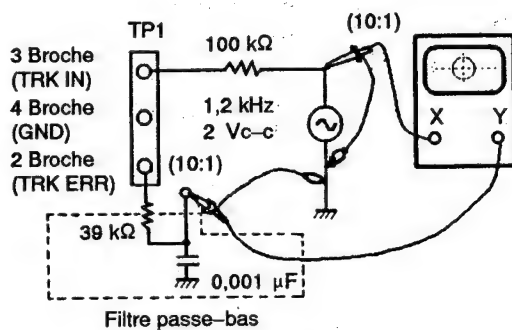 TP1
3 Broche
(TRK IN)
4 Broche
(GND)
2 Broche
(TRK ERR)
100 kΩ
(10:1)
1,2 kHz
2 Vc–c
X
Y
(10:1)
39 kΩ
0,001 µF
Filtre passe–bas